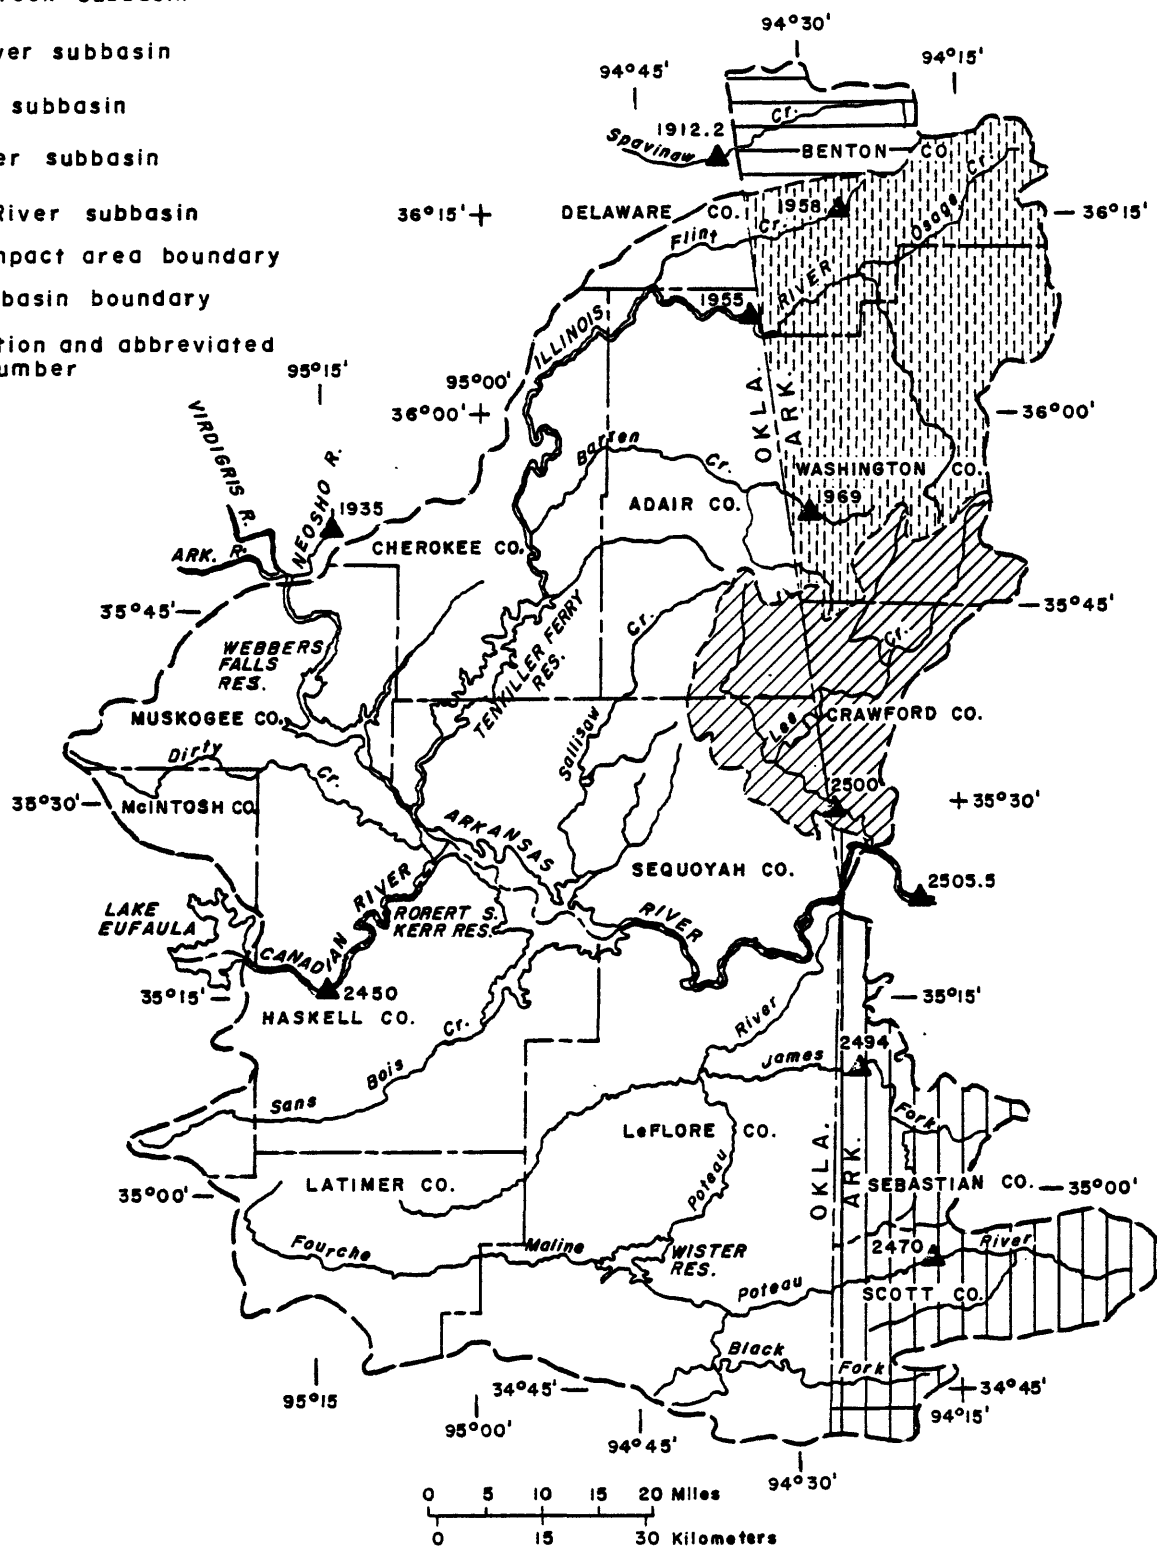 subbasin
subbasin
subbasin
subbasin
River subbasin
area boundary
basin boundary
and abbreviated
94°30'
94°45'
94°15'
1912.2
Spavinaw Cr.
BENTON CO.
36°15'
DELAWARE CO.
1958
Flint Cr.
Osage Cr.
36°15'
1955
ILLINOIS RIVER
95°15'
95°00'
36°00'
OKLA.
ARK.
36°00'
VIRDIGRIS R.
NEOSHO R.
1935
ARK. R.
Barren Cr.
WASHINGTON CO.
969
ADAIR CO.
CHEROKEE CO.
35°45'
35°45'
WEBBERS
FALLS
RES.
TENKILLER FERRY
RES.
Sallisaw Cr.
Lee Cr.
MUSKOGEE CO.
CRAWFORD CO.
Dirty Cr.
35°30'
McINTOSH CO.
2500
35°30'
ARKANSAS RIVER
SEQUOYAH CO.
2505.5
LAKE
EUFAULA
CANADIAN RIVER
ROBERT S.
KERR RES.
35°15'
2450
35°15'
HASKELL CO.
River
2494
James Fork
Sans Bois Cr.
LeFLORE CO.
OKLA.
ARK.
35°00'
LATIMER CO.
Poteau
SEBASTIAN CO.
35°00'
Fourche Maline
WISTER
RES.
2470
Poteau River
SCOTT CO.
Black Fork
34°45'
34°45'
95°15
95°00'
94°45'
94°15'
94°30'
0 5 10 15 20 Miles
0 15 30 Kilometers